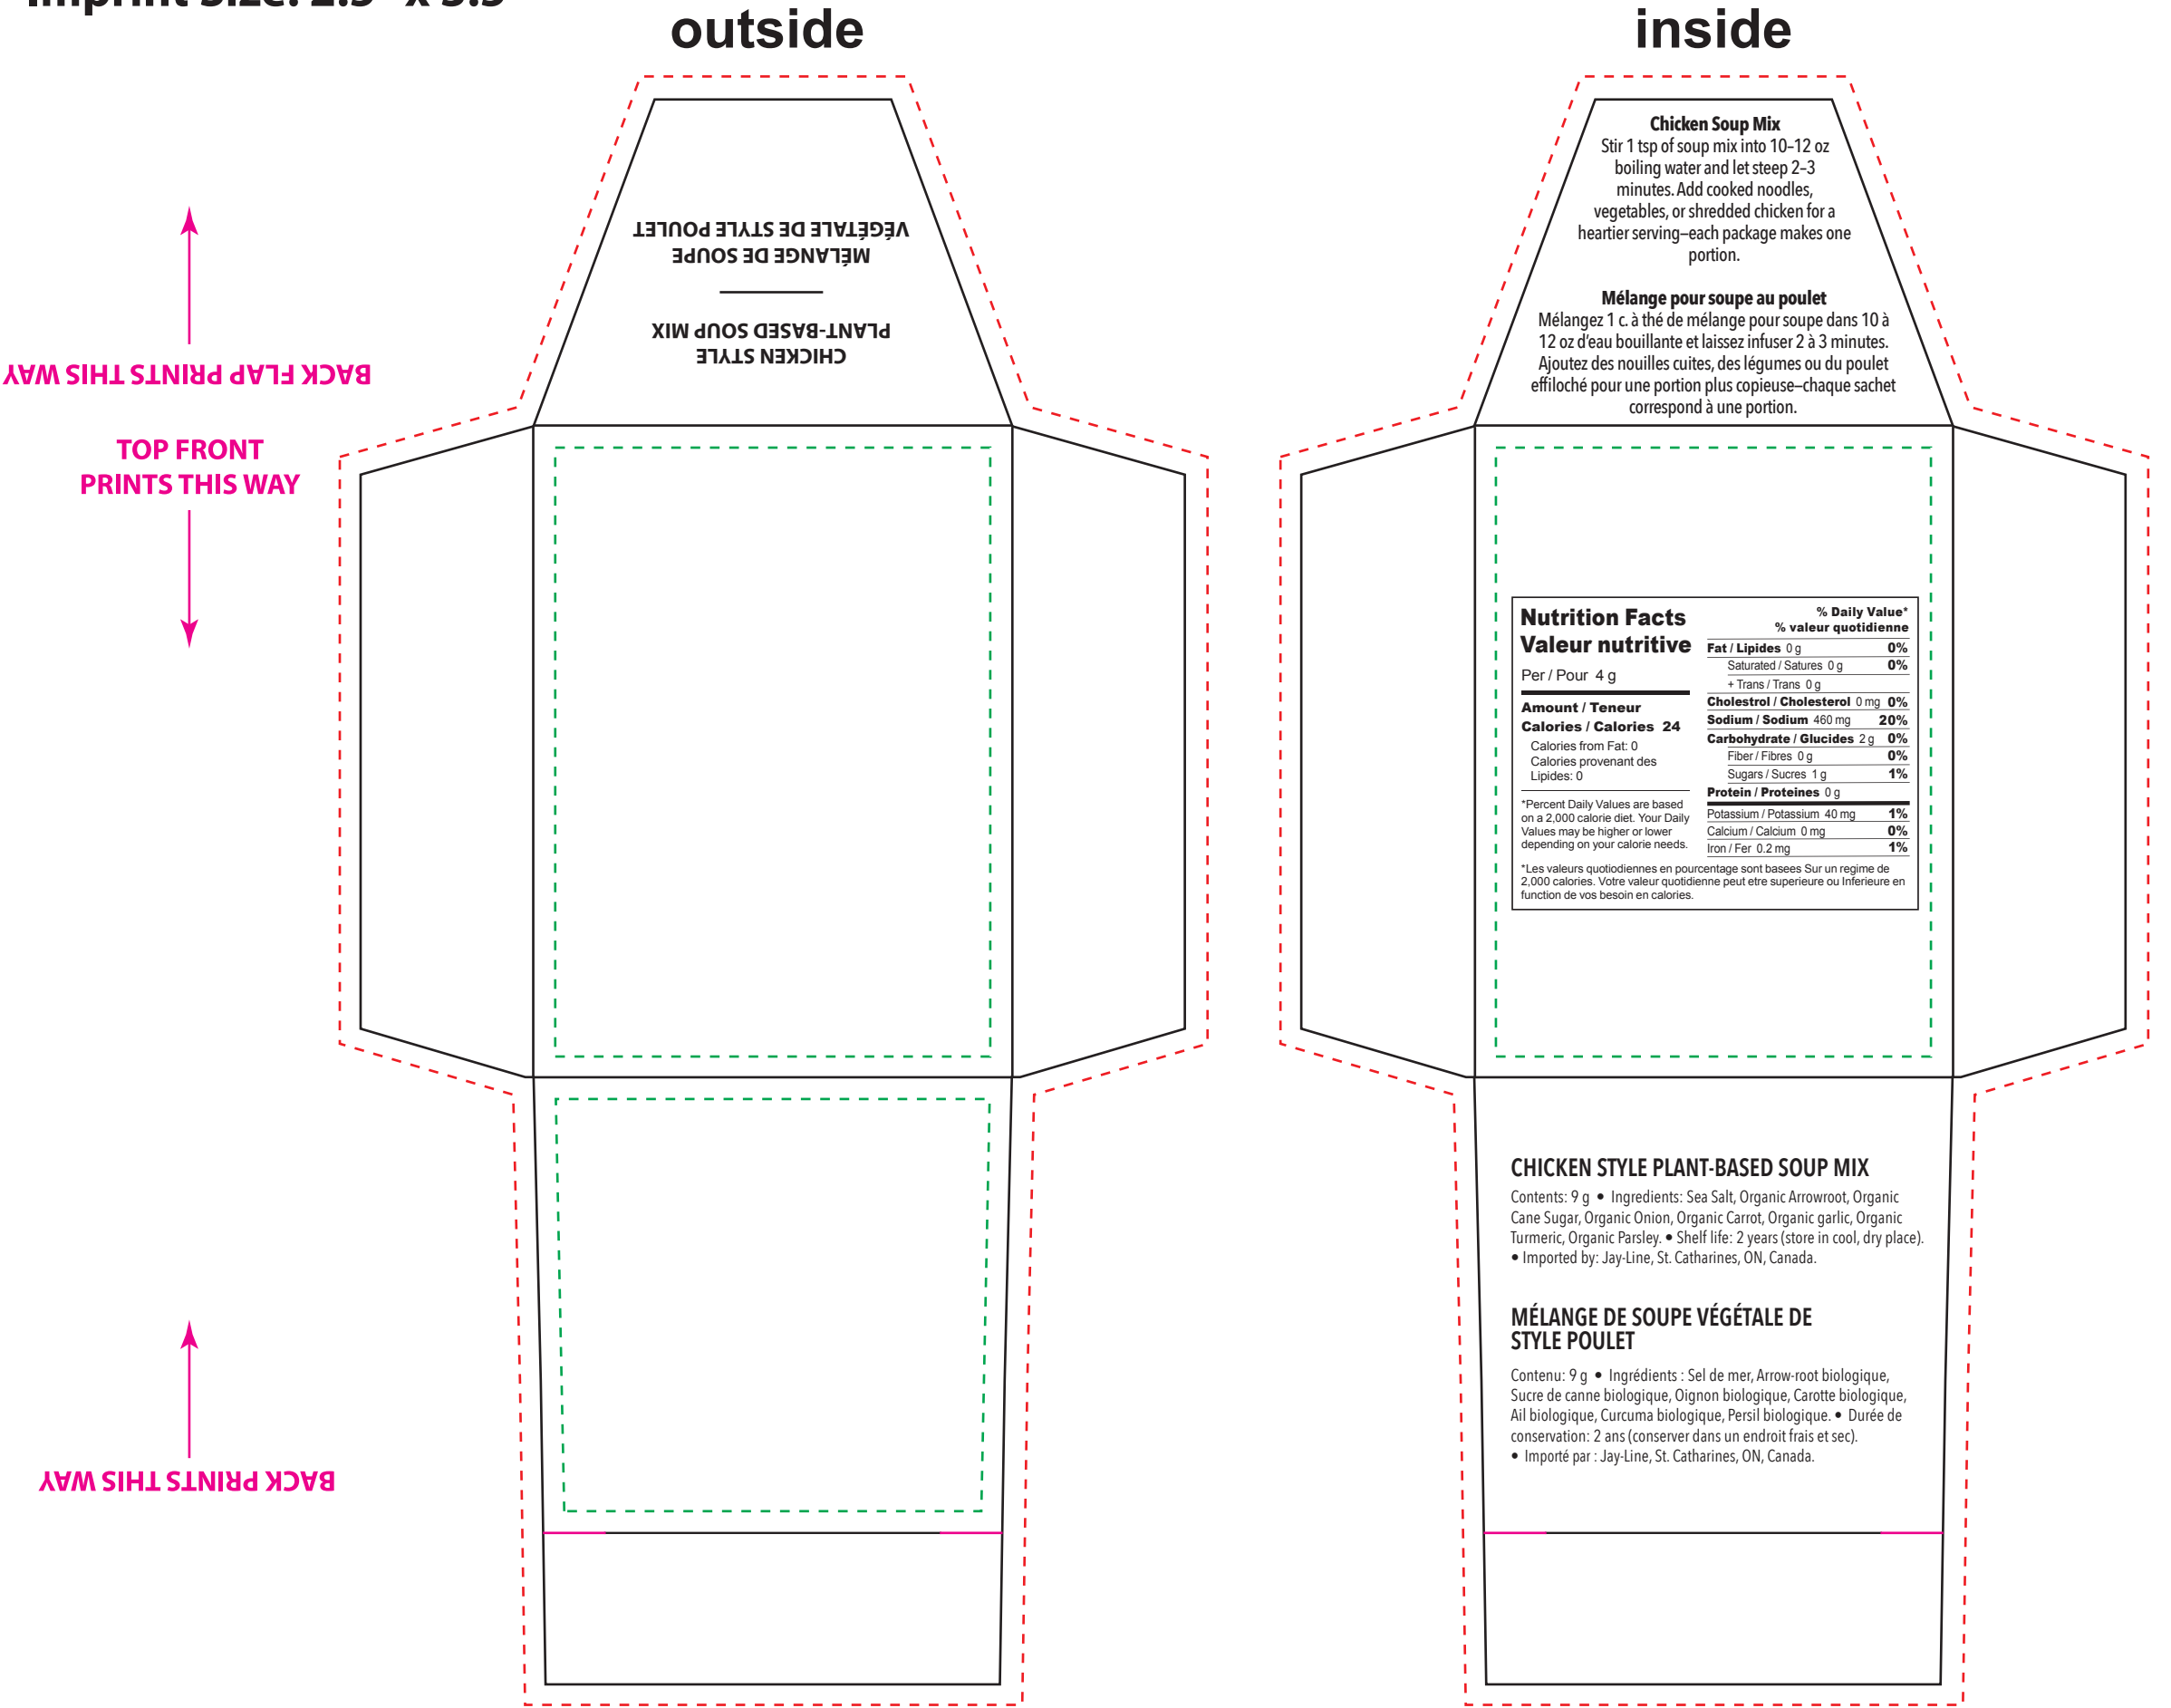 outside
inside
VÉGÉTALE DE STYLE POULET
MÉLANGE DE SOUPE
PLANT-BASED SOUP MIX
CHICKEN STYLE
BACK FLAP PRINTS THIS WAY
TOP FRONT
PRINTS THIS WAY
BACK PRINTS THIS WAY
Chicken Soup Mix
Stir 1 tsp of soup mix into 10–12 oz
boiling water and let steep 2–3
minutes. Add cooked noodles,
vegetables, or shredded chicken for a
heartier serving—each package makes one
portion.
Mélange pour soupe au poulet
Mélangez 1 c. à thé de mélange pour soupe dans 10 à
12 oz d'eau bouillante et laissez infuser 2 à 3 minutes.
Ajoutez des nouilles cuites, des légumes ou du poulet
effiloché pour une portion plus copieuse—chaque sachet
correspond à une portion.
Nutrition Facts
Valeur nutritive
Per / Pour 4 g
Amount / Teneur
Calories / Calories 24
Calories from Fat: 0
Calories provenant des
Lipides: 0
*Percent Daily Values are based
on a 2,000 calorie diet. Your Daily
Values may be higher or lower
depending on your calorie needs.
% Daily Value*
% valeur quotidienne
Fat / Lipides 0 g 0%
Saturated / Satures 0 g 0%
+ Trans / Trans 0 g
Cholestrol / Cholesterol 0 mg 0%
Sodium / Sodium 460 mg 20%
Carbohydrate / Glucides 2 g 0%
Fiber / Fibres 0 g 0%
Sugars / Sucres 1 g 1%
Protein / Proteines 0 g
Potassium / Potassium 40 mg 1%
Calcium / Calcium 0 mg 0%
Iron / Fer 0.2 mg 1%
*Les valeurs quotiodiennes en pourcentage sont basees Sur un regime de
2,000 calories. Votre valeur quotidienne peut etre superieure ou Inferieure en
function de vos besoin en calories.
CHICKEN STYLE PLANT-BASED SOUP MIX
Contents: 9 g • Ingredients: Sea Salt, Organic Arrowroot, Organic
Cane Sugar, Organic Onion, Organic Carrot, Organic garlic, Organic
Turmeric, Organic Parsley. • Shelf life: 2 years (store in cool, dry place).
• Imported by: Jay-Line, St. Catharines, ON, Canada.
MÉLANGE DE SOUPE VÉGÉTALE DE
STYLE POULET
Contenu: 9 g • Ingrédients : Sel de mer, Arrow-root biologique,
Sucre de canne biologique, Oignon biologique, Carotte biologique,
Ail biologique, Curcuma biologique, Persil biologique. • Durée de
conservation: 2 ans (conserver dans un endroit frais et sec).
• Importé par : Jay-Line, St. Catharines, ON, Canada.